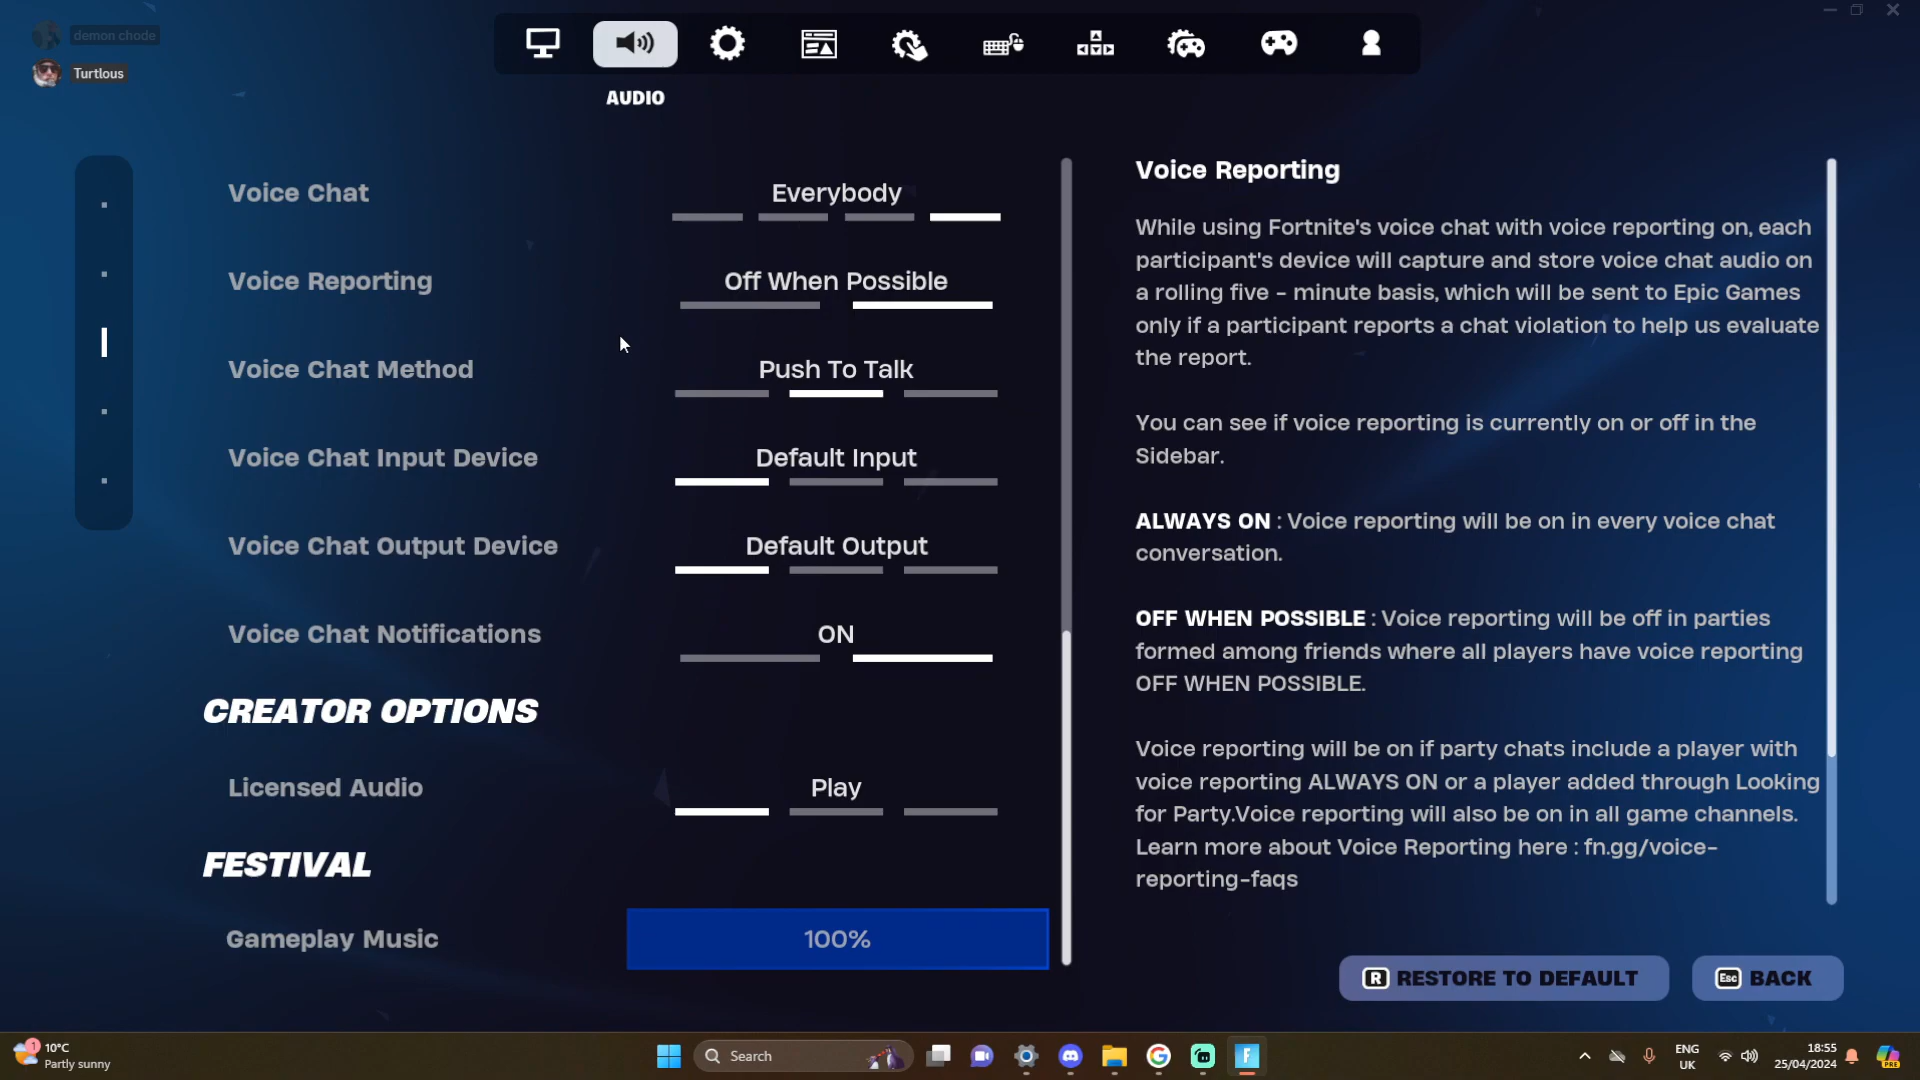 demon chode
Turtlous
AUDIO
Voice Chat
Everybody
Voice Reporting
Off When Possible
Voice Chat Method
Push To Talk
Voice Chat Input Device
Default Input
Voice Chat Output Device
Default Output
Voice Chat Notifications
ON
CREATOR OPTIONS
Licensed Audio
Play
FESTIVAL
Gameplay Music
100%
Voice Reporting
While using Fortnite's voice chat with voice reporting on, each
participant's device will capture and store voice chat audio on
a rolling five - minute basis, which will be sent to Epic Games
only if a participant reports a chat violation to help us evaluate
the report.
You can see if voice reporting is currently on or off in the
Sidebar.
ALWAYS ON : Voice reporting will be on in every voice chat
conversation.
OFF WHEN POSSIBLE : Voice reporting will be off in parties
formed among friends where all players have voice reporting
OFF WHEN POSSIBLE.
Voice reporting will be on if party chats include a player with
voice reporting ALWAYS ON or a player added through Looking
for Party.Voice reporting will also be on in all game channels.
Learn more about Voice Reporting here : fn.gg/voice-
reporting-faqs
R RESTORE TO DEFAULT
Esc BACK
1
10°C
Partly sunny
Search
F
ENG
UK
18:55
25/04/2024
PRE